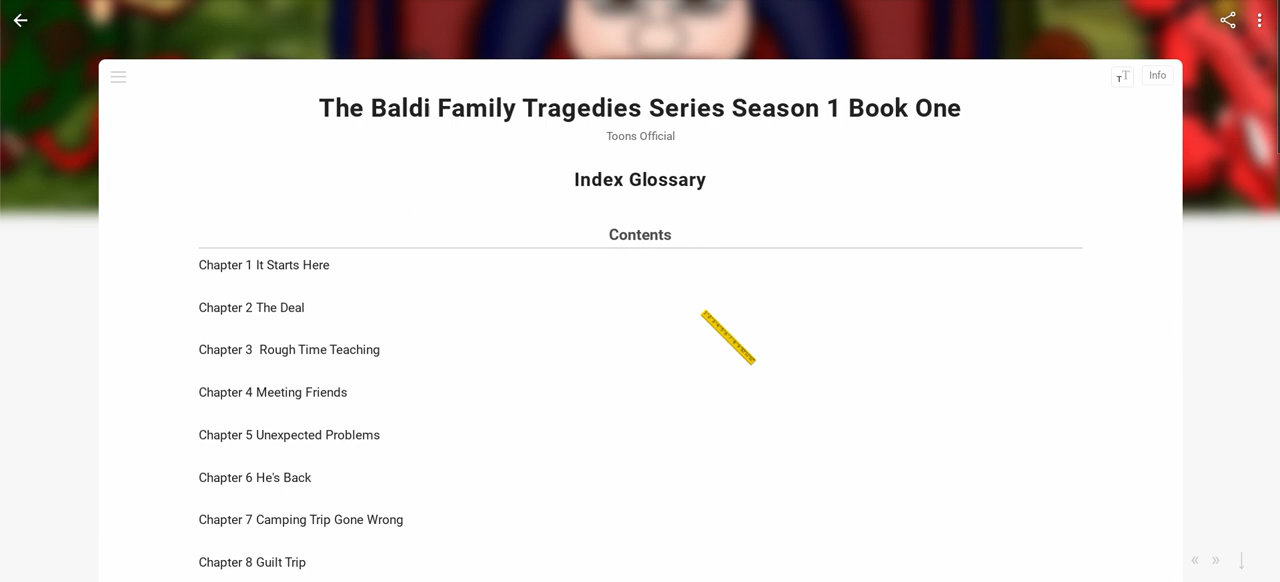 TT
Info
The Baldi Family Tragedies Series Season 1 Book One
Toons Official
Index Glossary
Contents
Chapter 1 It Starts Here
Chapter 2 The Deal
Chapter 3  Rough Time Teaching
Chapter 4 Meeting Friends
Chapter 5 Unexpected Problems
Chapter 6 He's Back
Chapter 7 Camping Trip Gone Wrong
Chapter 8 Guilt Trip